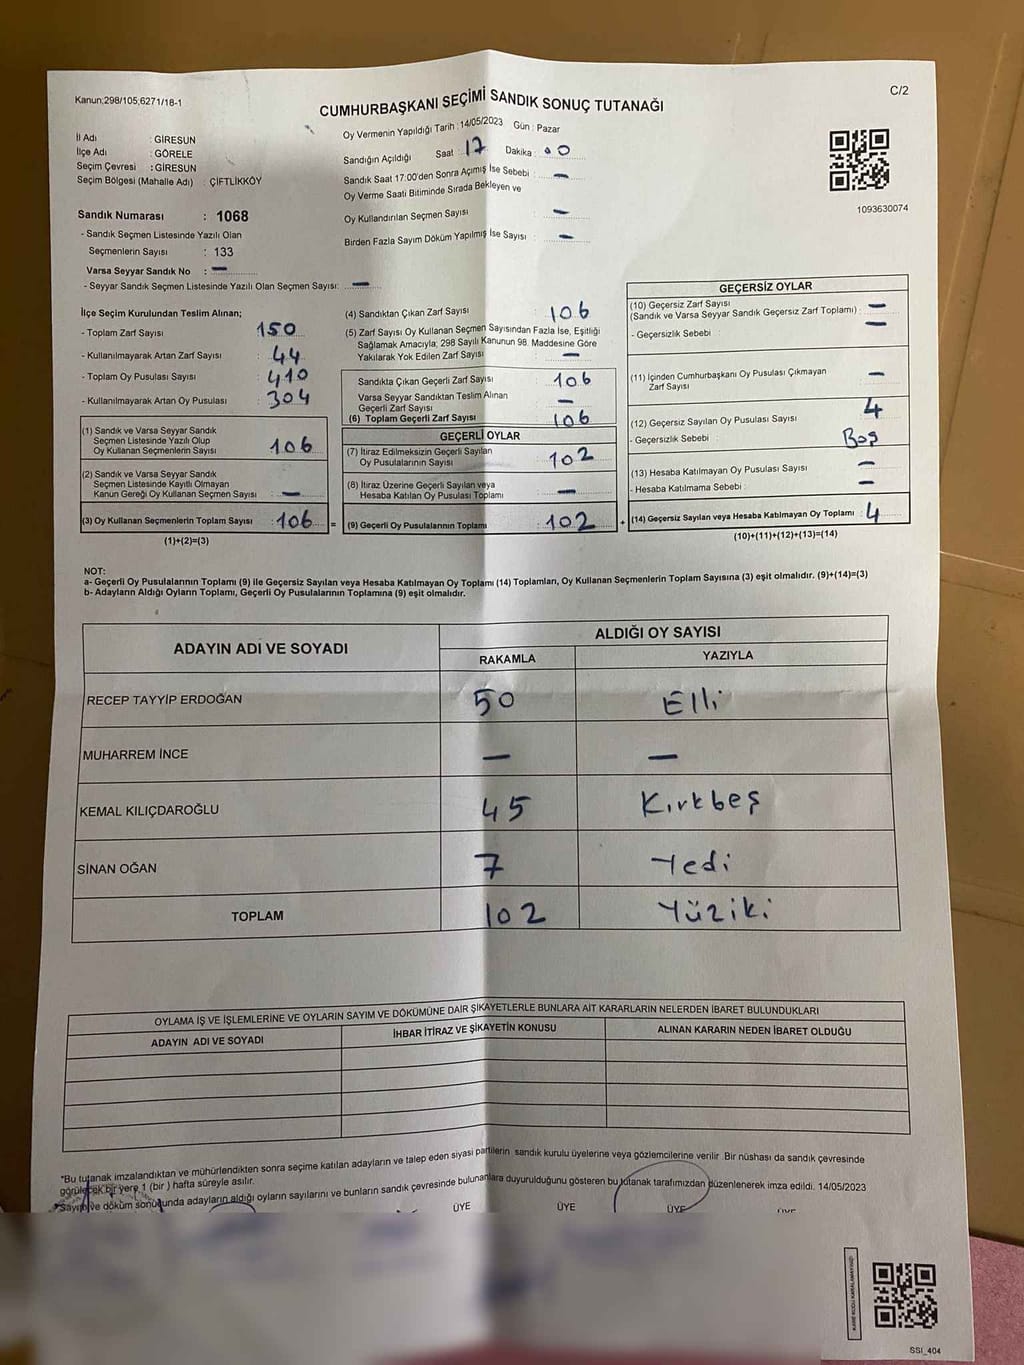 Kanun;298/105,6271/18-1
C/2
CUMHURBAŞKANI SEÇİMİ SANDIK SONUÇ TUTANAĞI
İl Adı : GİRESUN
İlçe Adı : GÖRELE
Seçim Çevresi : GİRESUN
Seçim Bölgesi (Mahalle Adı) : ÇİFTLİKKÖY
Oy Vermenin Yapıldığı Tarih : 14/05/2023 Gün : Pazar
Sandığın Açıldığı Saat : 17 Dakika : 00
Sandık Saat 17:00'den Sonra Açımış İse Sebebi : —
Oy Verme Saati Bitiminde Sırada Bekleyen ve
Oy Kullandırılan Seçmen Sayısı —
Birden Fazla Sayım Döküm Yapılmış İse Sayısı : —
1093630074
Sandık Numarası : 1068
- Sandık Seçmen Listesinde Yazılı Olan
Seçmenlerin Sayısı : 133
Varsa Seyyar Sandık No : —
- Seyyar Sandık Seçmen Listesinde Yazılı Olan Seçmen Sayısı: —
İlçe Seçim Kurulundan Teslim Alınan;
- Toplam Zarf Sayısı : 150
- Kullanılmayarak Artan Zarf Sayısı : 44
- Toplam Oy Pusulası Sayısı : 410
- Kullanılmayarak Artan Oy Pusulası : 304
(1) Sandık ve Varsa Seyyar Sandık
Seçmen Listesinde Yazılı Olup
Oy Kullanan Seçmenlerin Sayısı : 106
(2) Sandık ve Varsa Seyyar Sandık
Seçmen Listesinde Kayıtlı Olmayan
Kanun Gereği Oy Kullanan Seçmen Sayısı : —
(3) Oy Kullanan Seçmenlerin Toplam Sayısı : 106 =
(1)+(2)=(3)
(4) Sandıktan Çıkan Zarf Sayısı : 106
(5) Zarf Sayısı Oy Kullanan Seçmen Sayısından Fazla İse, Eşitliği
Sağlamak Amacıyla; 298 Sayılı Kanunun 98. Maddesine Göre
Yakılarak Yok Edilen Zarf Sayısı : —
Sandıkta Çıkan Geçerli Zarf Sayısı : 106
Varsa Seyyar Sandıktan Teslim Alınan
Geçerli Zarf Sayısı : —
(6) Toplam Geçerli Zarf Sayısı : 106
GEÇERLİ OYLAR
(7) İtiraz Edilmeksizin Geçerli Sayılan
Oy Pusulalarının Sayısı : 102
(8) İtiraz Üzerine Geçerli Sayılan veya
Hesaba Katılan Oy Pusulası Toplamı : —
(9) Geçerli Oy Pusulalarının Toplamı : 102 +
GEÇERSİZ OYLAR
(10) Geçersiz Zarf Sayısı
(Sandık ve Varsa Seyyar Sandık Geçersiz Zarf Toplamı) : —
- Geçersizlik Sebebi : —
(11) İçinden Cumhurbaşkanı Oy Pusulası Çıkmayan
Zarf Sayısı : —
(12) Geçersiz Sayılan Oy Pusulası Sayısı : 4
- Geçersizlik Sebebi : Boş
(13) Hesaba Katılmayan Oy Pusulası Sayısı : —
- Hesaba Katılmama Sebebi : —
(14) Geçersiz Sayılan veya Hesaba Katılmayan Oy Toplamı : 4
(10)+(11)+(12)+(13)=(14)
NOT:
a- Geçerli Oy Pusulalarının Toplamı (9) ile Geçersiz Sayılan veya Hesaba Katılmayan Oy Toplamı (14) Toplamları, Oy Kullanan Seçmenlerin Toplam Sayısına (3) eşit olmalıdır. (9)+(14)=(3)
b- Adayların Aldığı Oyların Toplamı, Geçerli Oy Pusulalarının Toplamına (9) eşit olmalıdır.
ADAYIN ADI VE SOYADI
ALDIĞI OY SAYISI
RAKAMLA YAZIYLA
RECEP TAYYİP ERDOĞAN 50 Elli
MUHARREM İNCE — —
KEMAL KILIÇDAROĞLU 45 Kırkbeş
SİNAN OĞAN 7 Yedi
TOPLAM 102 Yüziki
OYLAMA İŞ VE İŞLEMLERİNE VE OYLARIN SAYIM VE DÖKÜMÜNE DAİR ŞİKAYETLERLE BUNLARA AİT KARARLARIN NELERDEN İBARET BULUNDUKLARI
ADAYIN ADI VE SOYADI İHBAR İTİRAZ VE ŞİKAYETİN KONUSU ALINAN KARARIN NEDEN İBARET OLDUĞU
*Bu tutanak imzalandıktan ve mühürlendikten sonra seçime katılan adayların ve talep eden siyasi partilerin sandık kurulu üyelerine veya gözlemcilerine verilir. Bir nüshası da sandık çevresinde
görülecek bir yere 1 (bir) hafta süreyle asılır.
*Sayım ve döküm sonucunda adayların aldığı oyların sayılarını ve bunların sandık çevresinde bulunanlara duyurulduğunu gösteren bu tutanak tarafımızdan düzenlenerek imza edildi. 14/05/2023
ÜYE ÜYE ÜYE ÜYE
SSI_404